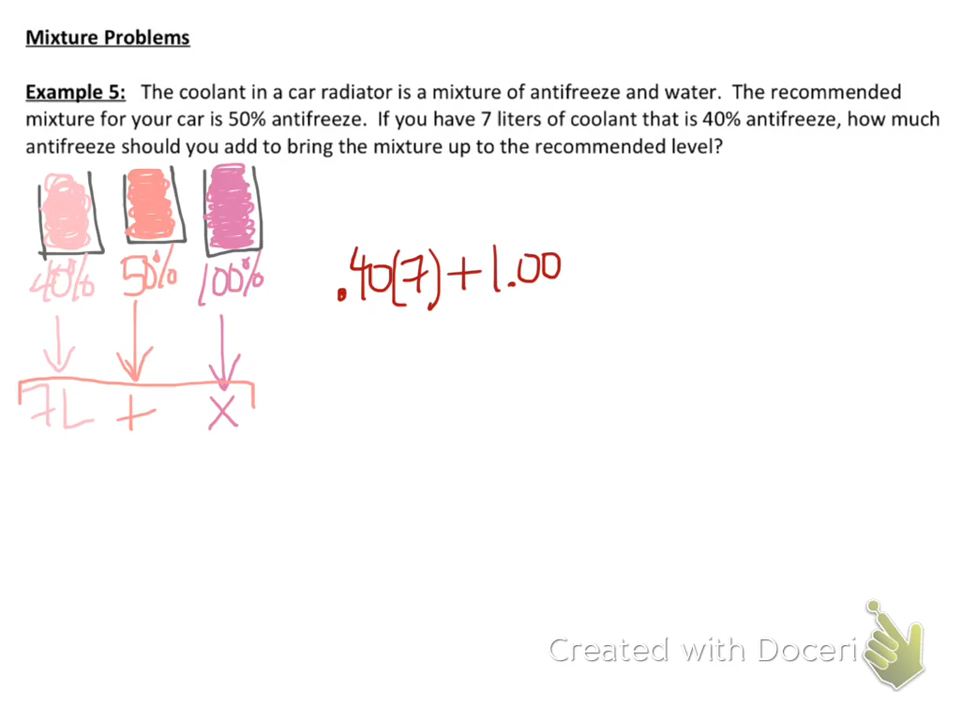 Mixture Problems
Example 5: The coolant in a car radiator is a mixture of antifreeze and water. The recommended
mixture for your car is 50% antifreeze. If you have 7 liters of coolant that is 40% antifreeze, how much
antifreeze should you add to bring the mixture up to the recommended level?
40% 50% 100%
.40(7)+1.00
7L + X
Created with Doceri